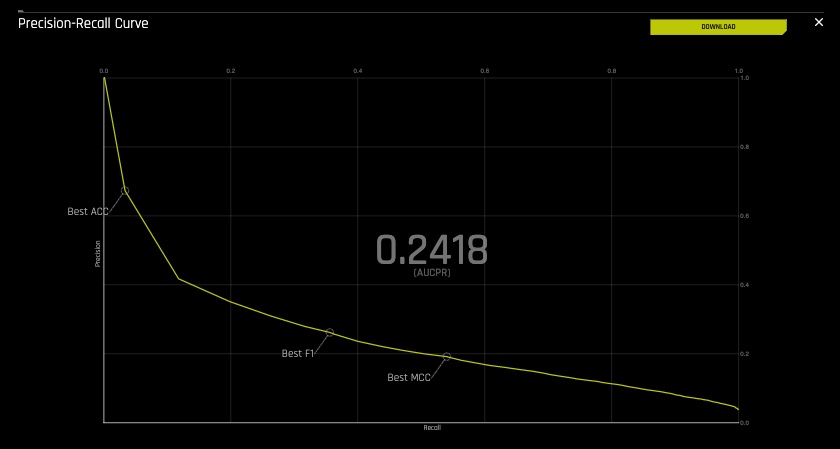 Precision-Recall Curve
DOWNLOAD
0.0 0.2 0.4 0.6 0.8 1.0
1.0
0.8
Best ACC
0.6
Precision
0.2418
(AUCPR)
0.4
Best F1
0.2
Best MCC
0.0
Recall